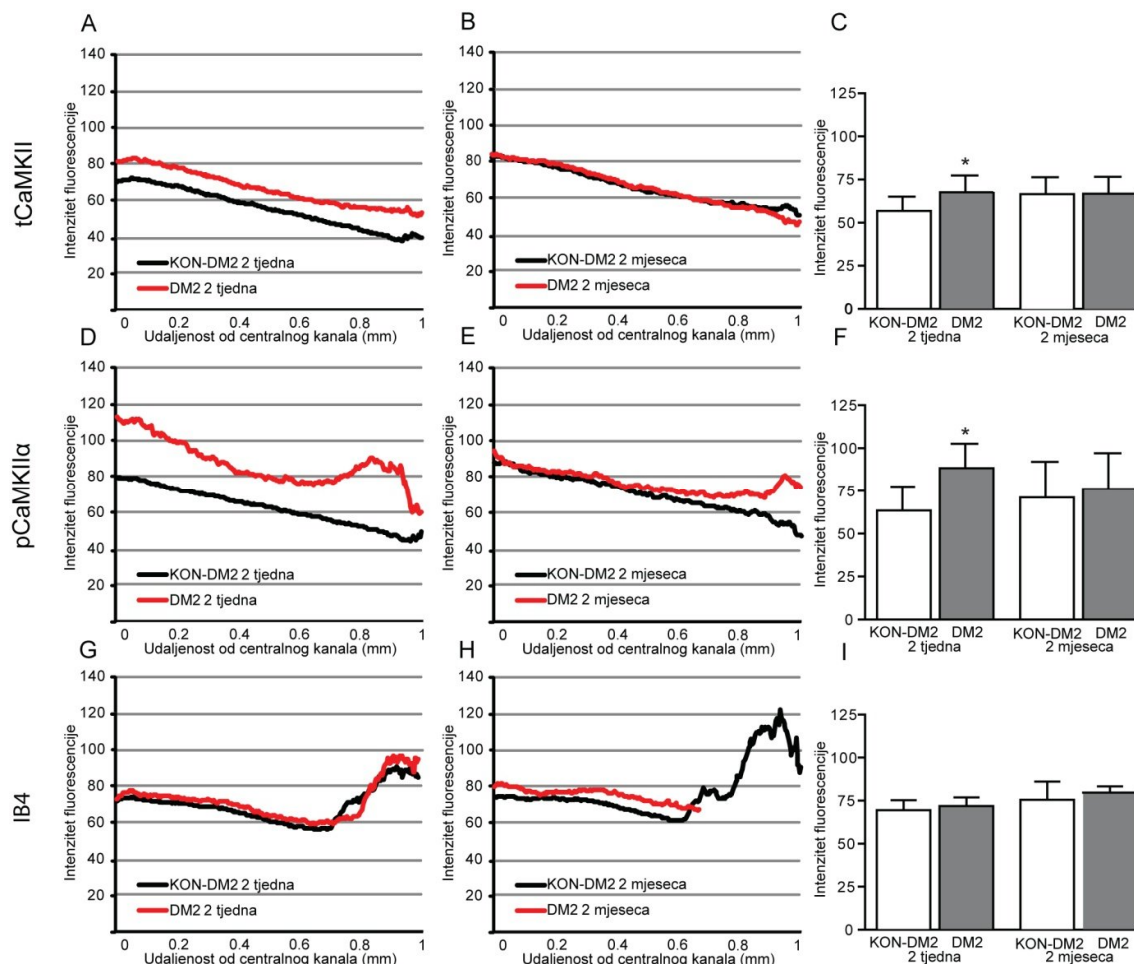 A
B
C
tCaMKII
Intenzitet fluorescencije
140
120
100
80
60
40
20
KON-DM2 2 tjedna
DM2 2 tjedna
0 0.2 0.4 0.6 0.8 1
Udaljenost od centralnog kanala (mm)
Intenzitet fluorescencije
140
120
100
80
60
40
20
KON-DM2 2 mjeseca
DM2 2 mjeseca
0 0.2 0.4 0.6 0.8 1
Udaljenost od centralnog kanala (mm)
Intenzitet fluorescencije
125
100
75
50
25
0
*
KON-DM2 DM2 KON-DM2 DM2
2 tjedna 2 mjeseca
D
E
F
pCaMKIIα
Intenzitet fluorescencije
140
120
100
80
60
40
20
KON-DM2 2 tjedna
DM2 2 tjedna
0 0.2 0.4 0.6 0.8 1
Udaljenost od centralnog kanala (mm)
Intenzitet fluorescencije
140
120
100
80
60
40
20
KON-DM2 2 mjeseca
DM2 2 mjeseca
0 0.2 0.4 0.6 0.8 1
Udaljenost od centralnog kanala (mm)
Intenzitet fluorescencije
125
100
75
50
25
0
*
KON-DM2 DM2 KON-DM2 DM2
2 tjedna 2 mjeseca
G
H
I
IB4
Intenzitet fluorescencije
140
120
100
80
60
40
20
KON-DM2 2 tjedna
DM2 2 tjedna
0 0.2 0.4 0.6 0.8 1
Udaljenost od centralnog kanala (mm)
Intenzitet fluorescencije
140
120
100
80
60
40
20
KON-DM2 2 mjeseca
DM2 2 mjeseca
0 0.2 0.4 0.6 0.8 1
Udaljenost od centralnog kanala (mm)
Intenzitet fluorescencije
125
100
75
50
25
0
KON-DM2 DM2 KON-DM2 DM2
2 tjedna 2 mjeseca